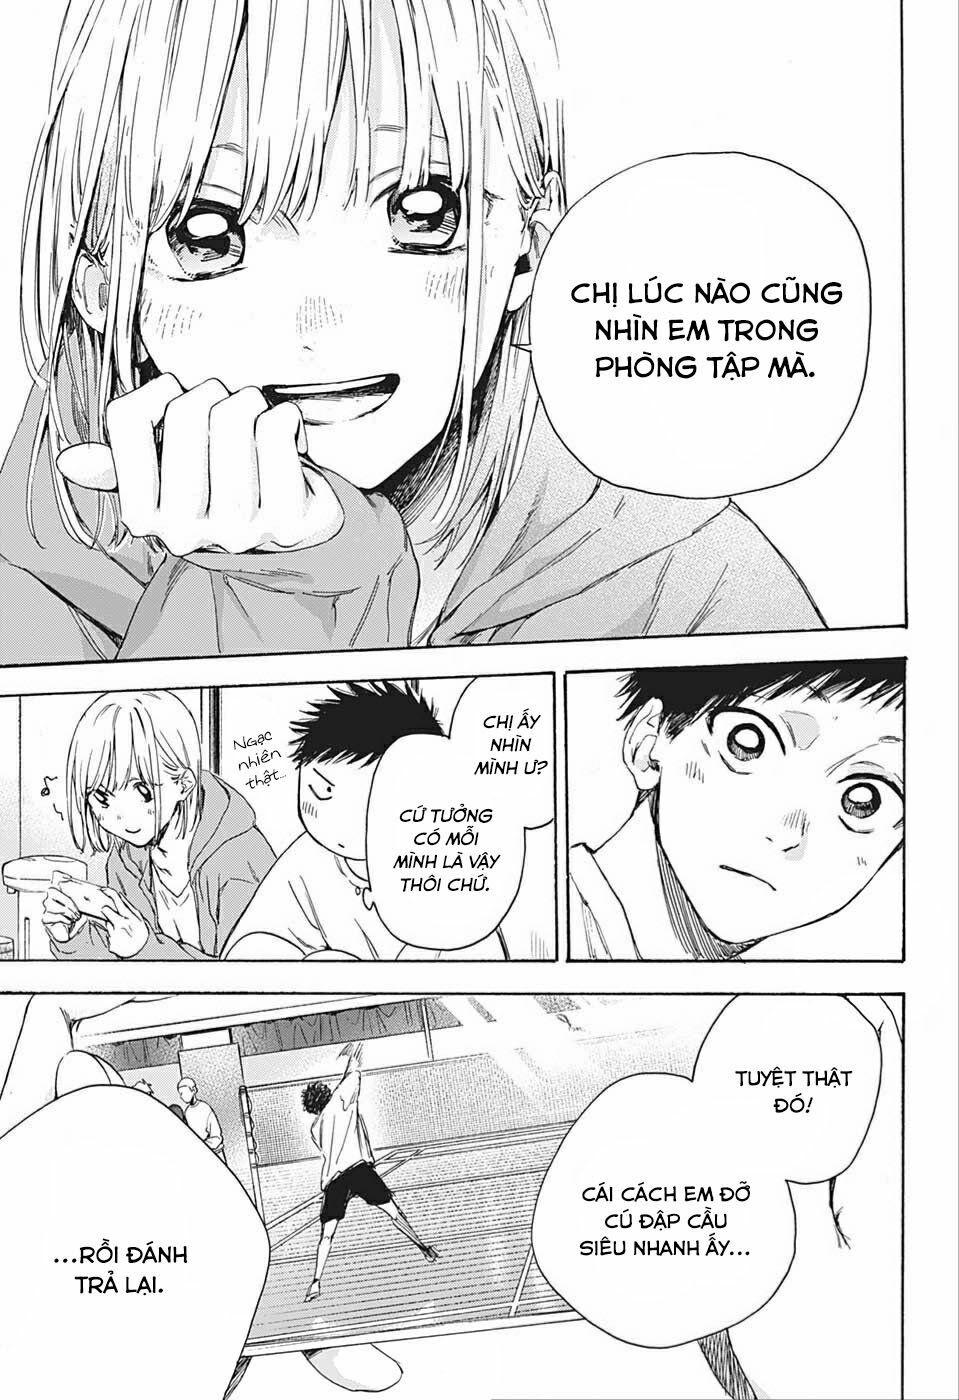 CHỊ LÚC NÀO CŨNG
NHÌN EM TRONG
PHÒNG TẬP MÀ.
CHỊ ẤY
NHÌN
MÌNH Ư?
CỨ TƯỞNG
CÓ MỖI
MÌNH LÀ VẬY
THÔI CHỨ.
Ngạc
nhiên
thật...
TUYỆT THẬT
ĐÓ!
CÁI CÁCH EM ĐỠ
CÚ ĐẬP CẦU
SIÊU NHANH ẤY...
...RỒI ĐÁNH
TRẢ LẠI.